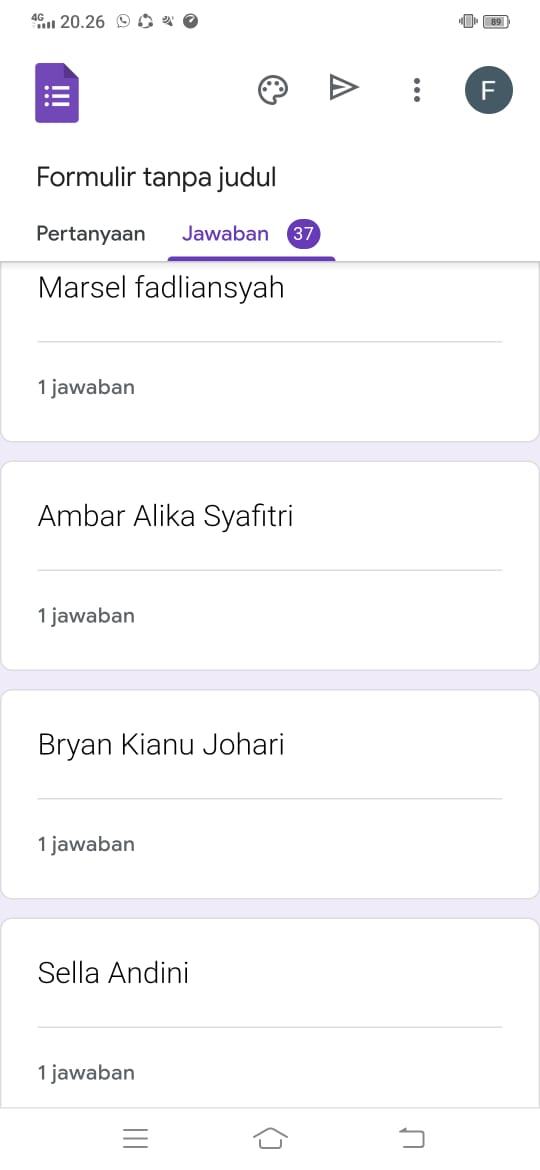 4G 20.26 89
F
Formulir tanpa judul
Pertanyaan Jawaban 37
Marsel fadliansyah
1 jawaban
Ambar Alika Syafitri
1 jawaban
Bryan Kianu Johari
1 jawaban
Sella Andini
1 jawaban